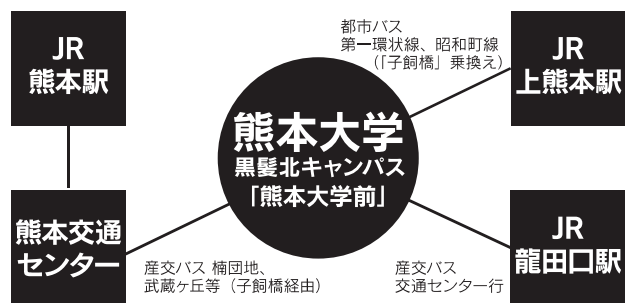 JR
熊本駅
都市バス
第一環状線、昭和町線
（「子飼橋」乗換え）
JR
上熊本駅
熊本大学
黒髪北キャンパス
「熊本大学前」
熊本交通
センター
産交バス 楠団地、
武蔵ヶ丘等（子飼橋経由）
産交バス
交通センター行
JR
龍田口駅